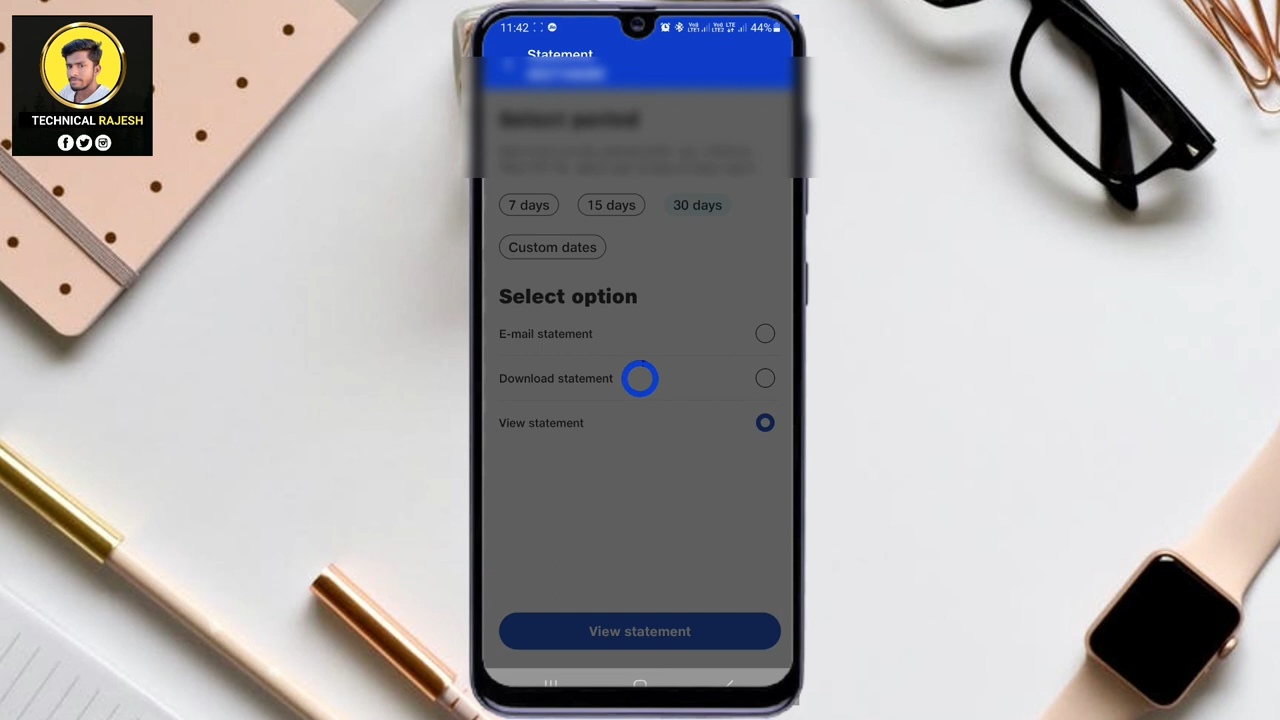 TECHNICAL RAJESH
11:42
44%
Statement
7 days
15 days
30 days
Custom dates
Select option
E-mail statement
Download statement
View statement
View statement